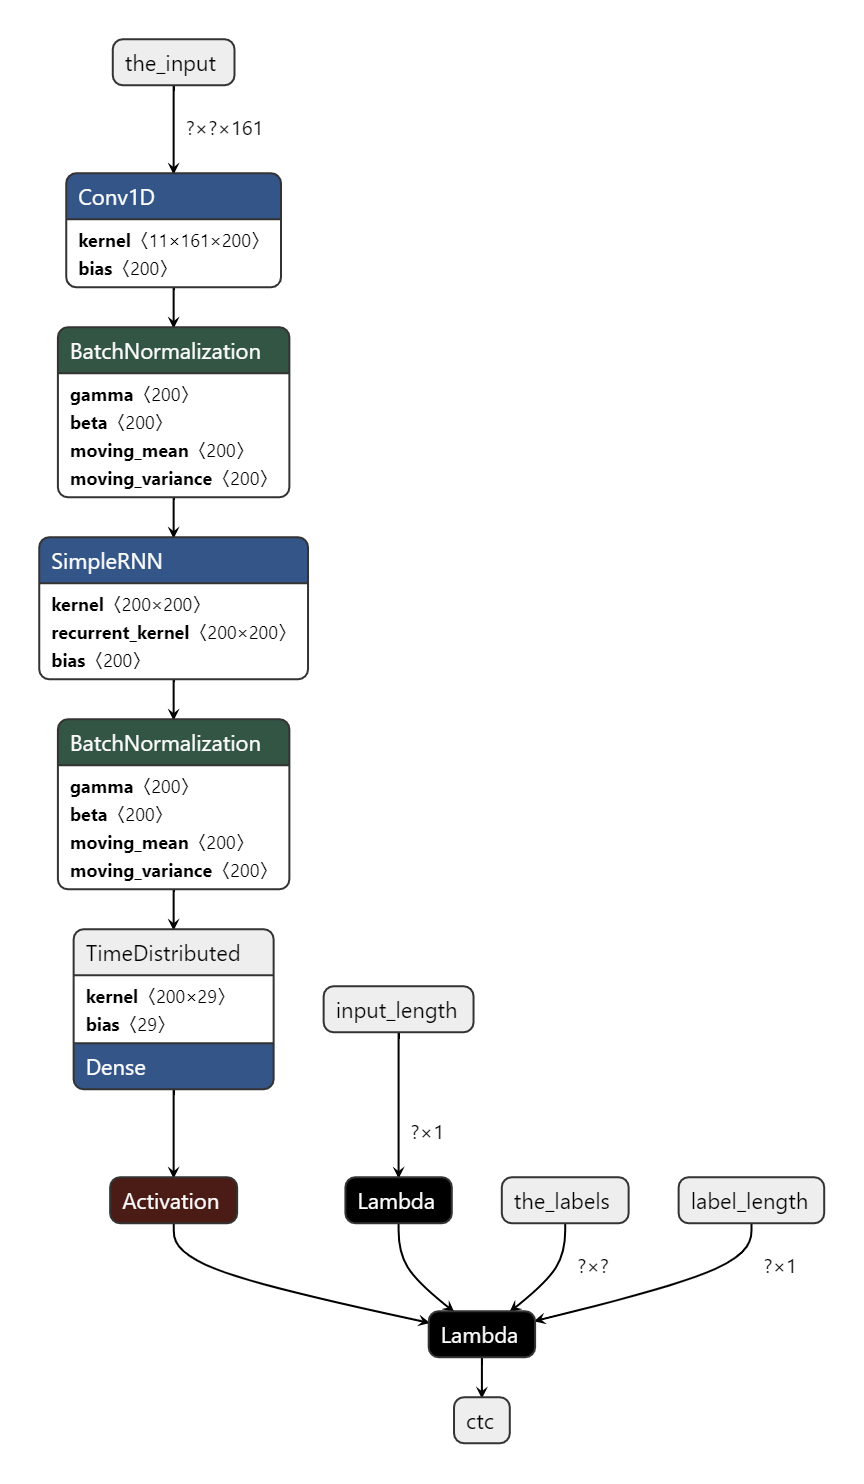 the_input
?×?×161
Conv1D
kernel 〈11×161×200〉
bias 〈200〉
BatchNormalization
gamma 〈200〉
beta 〈200〉
moving_mean 〈200〉
moving_variance 〈200〉
SimpleRNN
kernel 〈200×200〉
recurrent_kernel 〈200×200〉
bias 〈200〉
BatchNormalization
gamma 〈200〉
beta 〈200〉
moving_mean 〈200〉
moving_variance 〈200〉
TimeDistributed
kernel 〈200×29〉
bias 〈29〉
Dense
input_length
?×1
Activation
Lambda
the_labels
label_length
?×?
?×1
Lambda
ctc